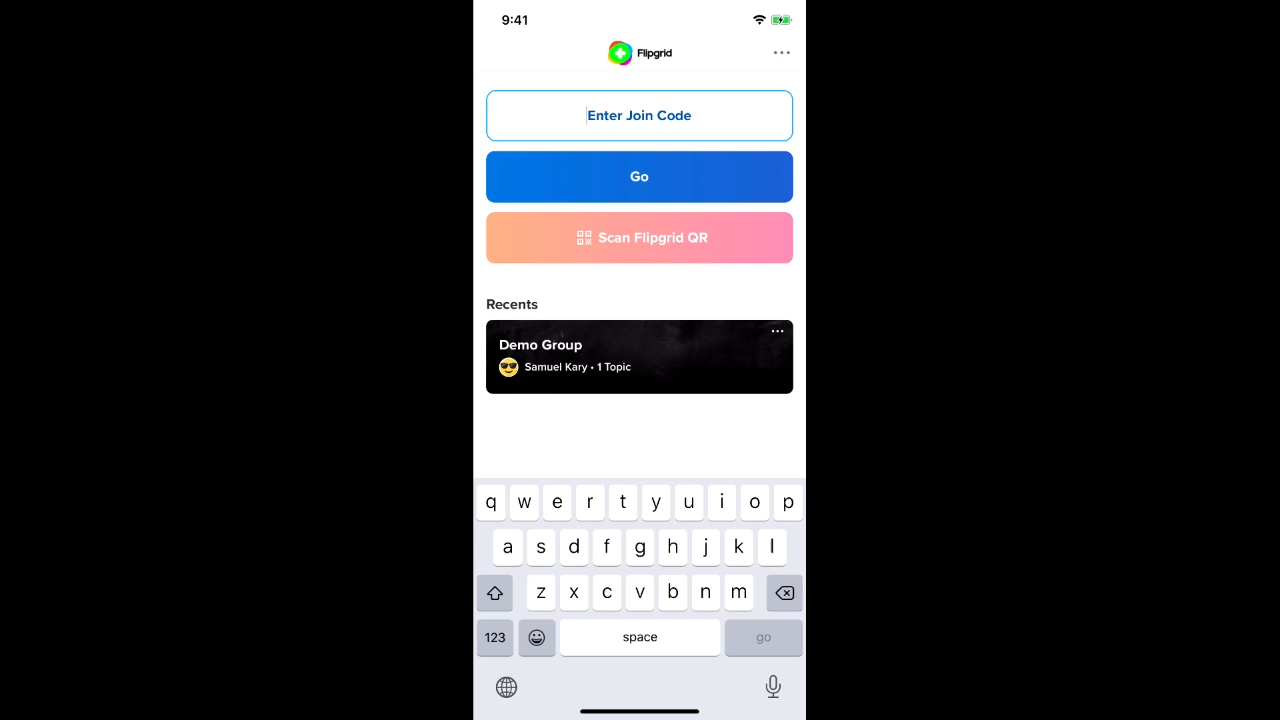 9:41
Flipgrid
Enter Join Code
Go
Scan Flipgrid QR
Recents
Demo Group
Samuel Kary • 1 Topic
q w e r t y u i o p
a s d f g h j k l
z x c v b n m
123 space go